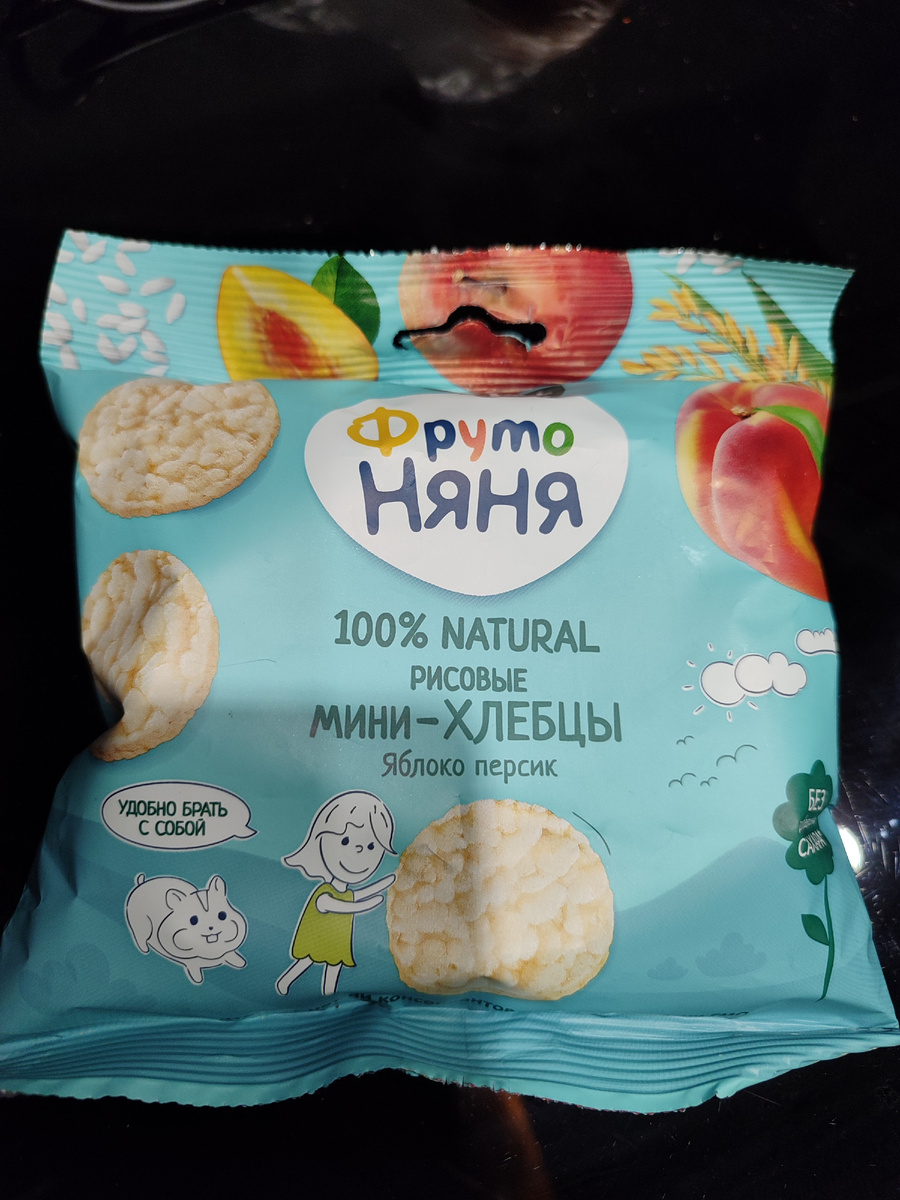 Фруто
НЯНЯ
100% NATURAL
РИСОВЫЕ
МИНИ-ХЛЕБЦЫ
Яблоко персик
УДОБНО БРАТЬ
С СОБОЙ
БЕЗ
САХАРА